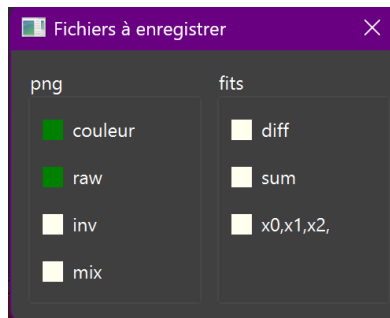 Fichiers à enregistrer
png
couleur
raw
inv
mix
fits
diff
sum
x0,x1,x2,